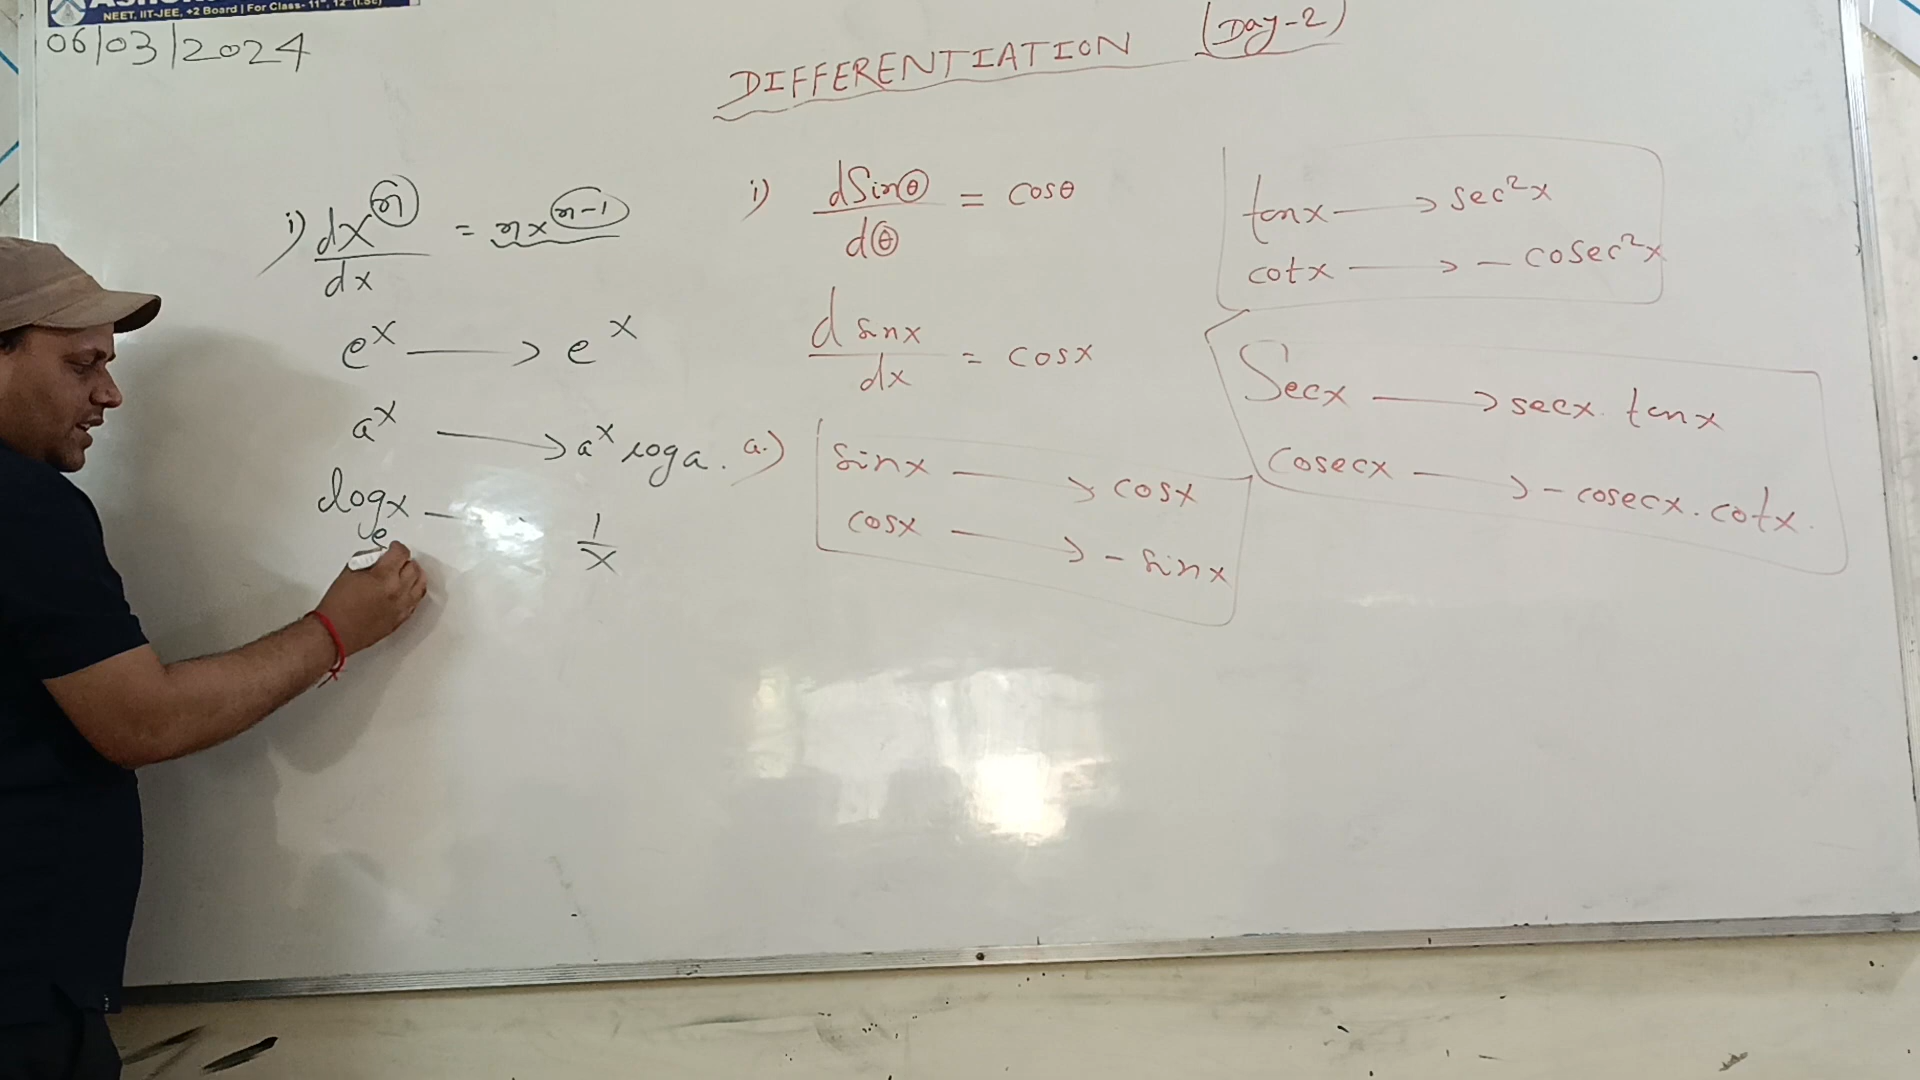 NEET, IIT-JEE, +2 Board | For Class- 11th, 12th (I.Sc)
06/03/2024
DIFFERENTIATION (Day-2)
i) dx^n/dx = nx^(n-1)
e^x → e^x
a^x → a^x loga.
log_e x → 1/x
i) dSinθ/dθ = cosθ
d sinx/dx = cosx
a.) sinx → cosx
cosx → - sinx
tanx → sec²x
cotx → - cosec²x
Secx → secx. tanx
cosecx → - cosecx. cotx.